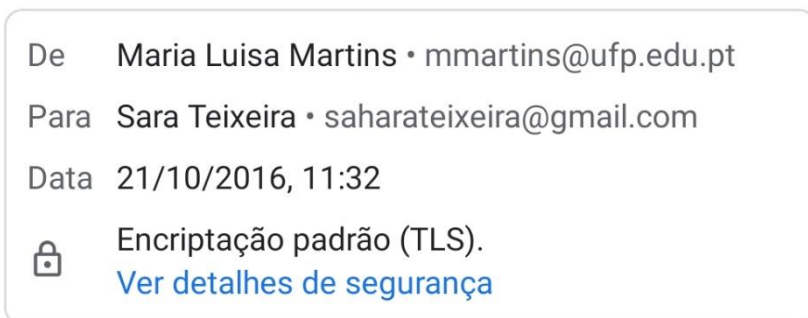 De Maria Luisa Martins • mmartins@ufp.edu.pt
Para Sara Teixeira • saharateixeira@gmail.com
Data 21/10/2016, 11:32
Encriptação padrão (TLS).
Ver detalhes de segurança